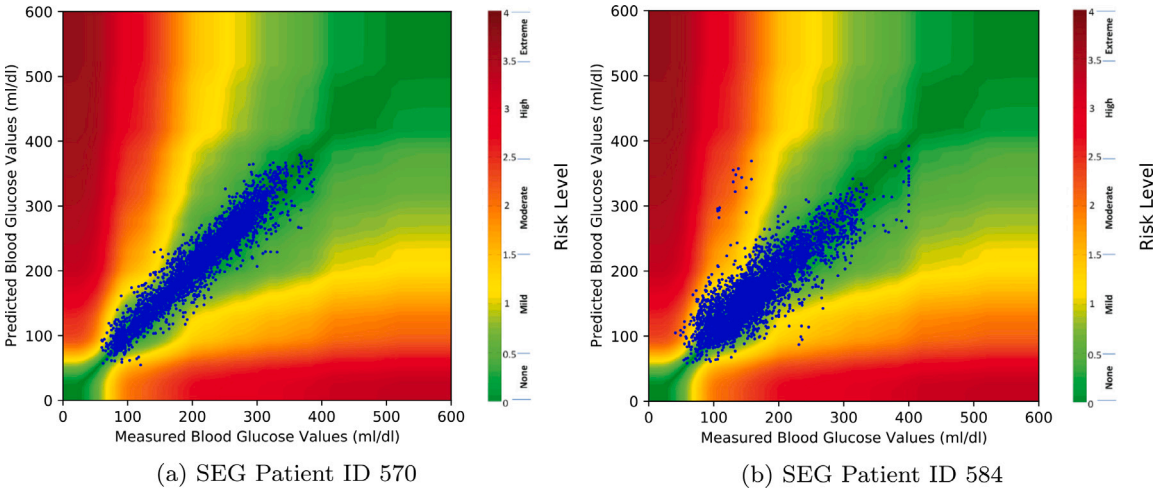 600
500
400
300
200
100
0
0 100 200 300 400 500 600
Predicted Blood Glucose Values (ml/dl)
Measured Blood Glucose Values (ml/dl)
4
3.5
3
2.5
2
1.5
1
0.5
0
Extreme
High
Moderate
Mild
None
Risk Level
(a) SEG Patient ID 570
600
500
400
300
200
100
0
0 100 200 300 400 500 600
Predicted Blood Glucose Values (ml/dl)
Measured Blood Glucose Values (ml/dl)
4
3.5
3
2.5
2
1.5
1
0.5
0
Extreme
High
Moderate
Mild
None
Risk Level
(b) SEG Patient ID 584